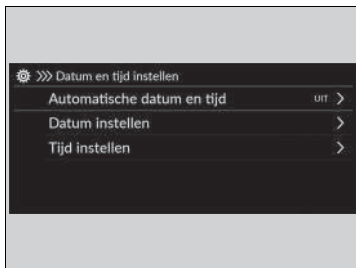 Datum en tijd instellen
Automatische datum en tijd UIT
Datum instellen
Tijd instellen